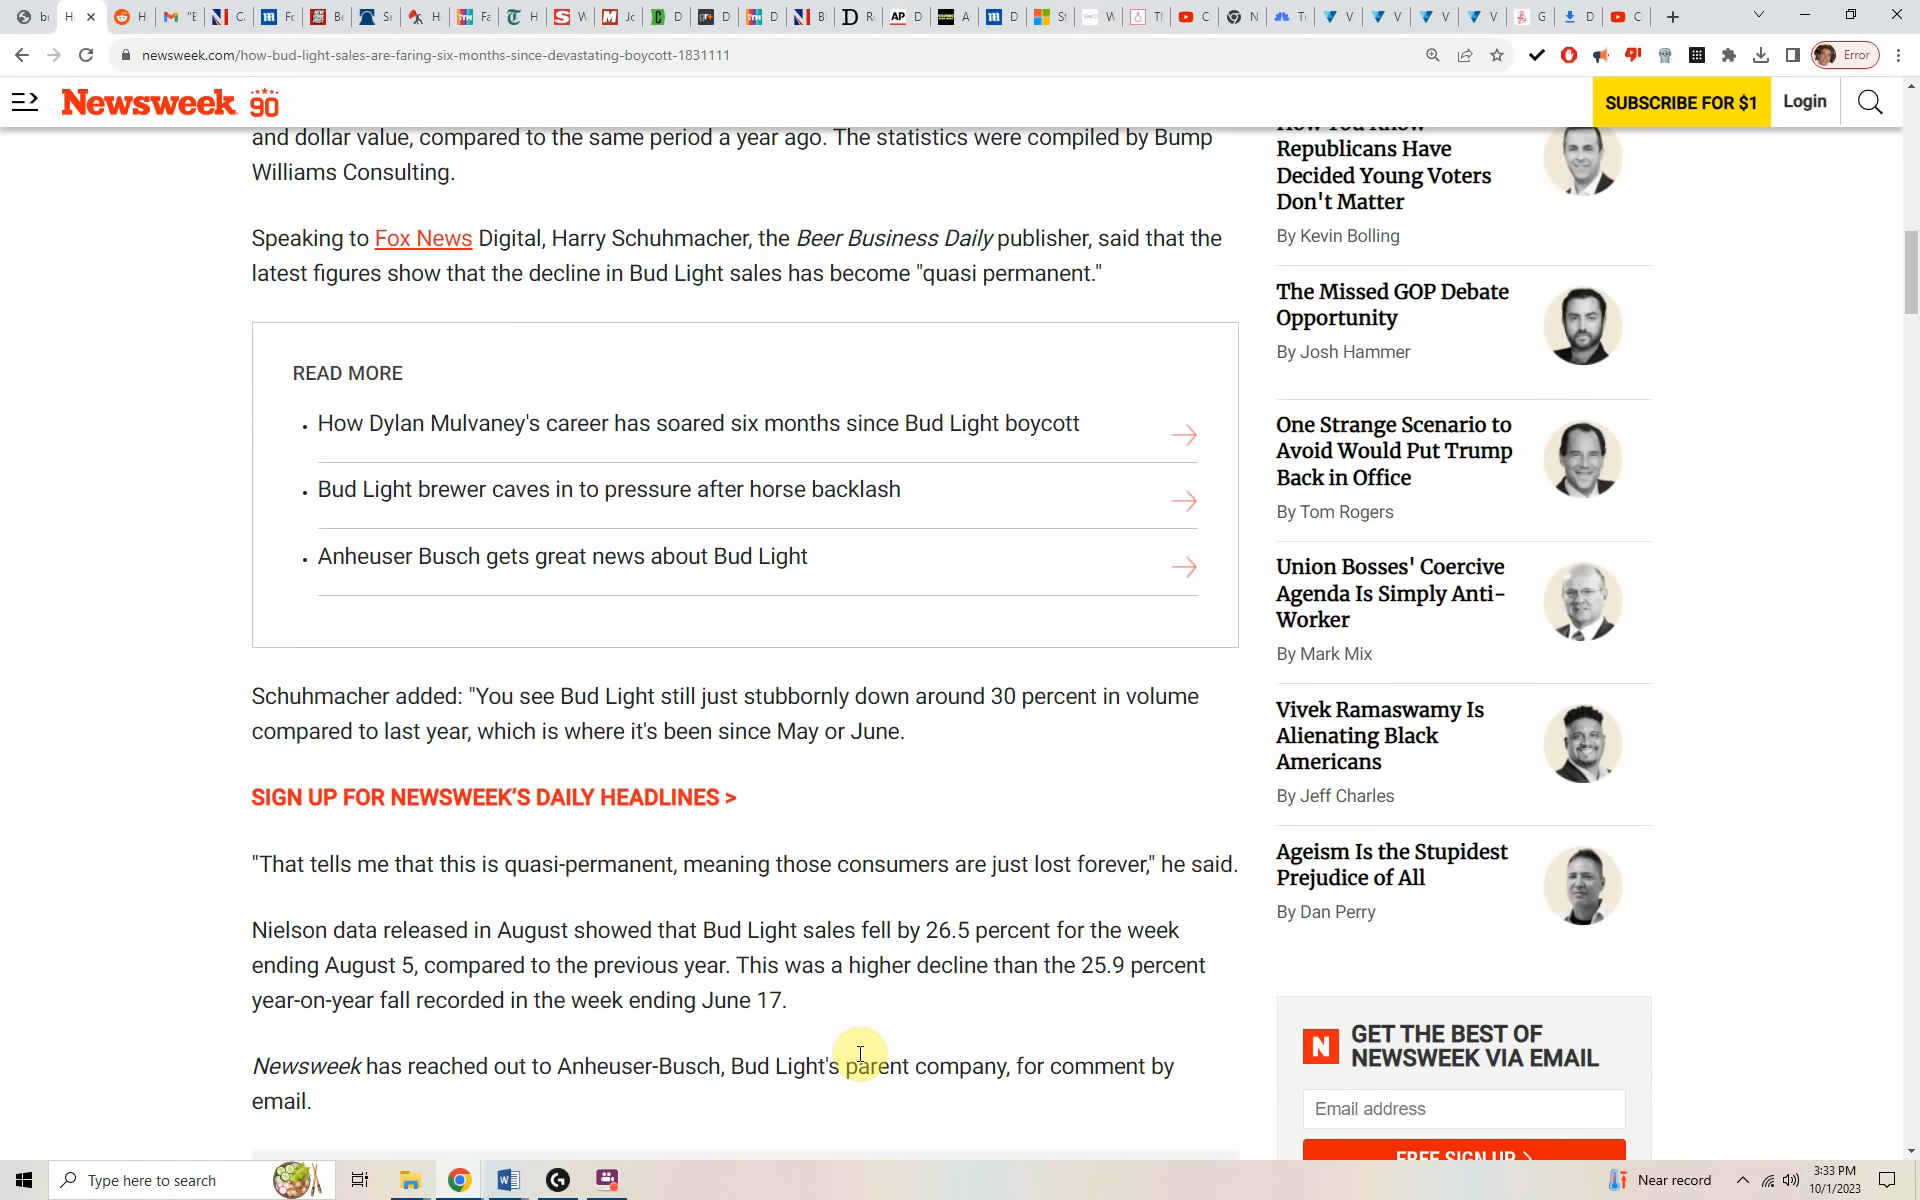 newsweek.com/how-bud-light-sales-are-faring-six-months-since-devastating-boycott-1831111
Error
Newsweek 90
SUBSCRIBE FOR $1
Login
and dollar value, compared to the same period a year ago. The statistics were compiled by Bump
Williams Consulting.
Speaking to Fox News Digital, Harry Schuhmacher, the Beer Business Daily publisher, said that the
latest figures show that the decline in Bud Light sales has become "quasi permanent."
READ MORE
• How Dylan Mulvaney's career has soared six months since Bud Light boycott
• Bud Light brewer caves in to pressure after horse backlash
• Anheuser Busch gets great news about Bud Light
Schuhmacher added: "You see Bud Light still just stubbornly down around 30 percent in volume
compared to last year, which is where it's been since May or June.
SIGN UP FOR NEWSWEEK'S DAILY HEADLINES >
"That tells me that this is quasi-permanent, meaning those consumers are just lost forever," he said.
Nielson data released in August showed that Bud Light sales fell by 26.5 percent for the week
ending August 5, compared to the previous year. This was a higher decline than the 25.9 percent
year-on-year fall recorded in the week ending June 17.
Newsweek has reached out to Anheuser-Busch, Bud Light's parent company, for comment by
email.
How You Know
Republicans Have
Decided Young Voters
Don't Matter
By Kevin Bolling
The Missed GOP Debate
Opportunity
By Josh Hammer
One Strange Scenario to
Avoid Would Put Trump
Back in Office
By Tom Rogers
Union Bosses' Coercive
Agenda Is Simply Anti-
Worker
By Mark Mix
Vivek Ramaswamy Is
Alienating Black
Americans
By Jeff Charles
Ageism Is the Stupidest
Prejudice of All
By Dan Perry
N
GET THE BEST OF
NEWSWEEK VIA EMAIL
Email address
FREE SIGN UP >
Type here to search
Near record
3:33 PM
10/1/2023